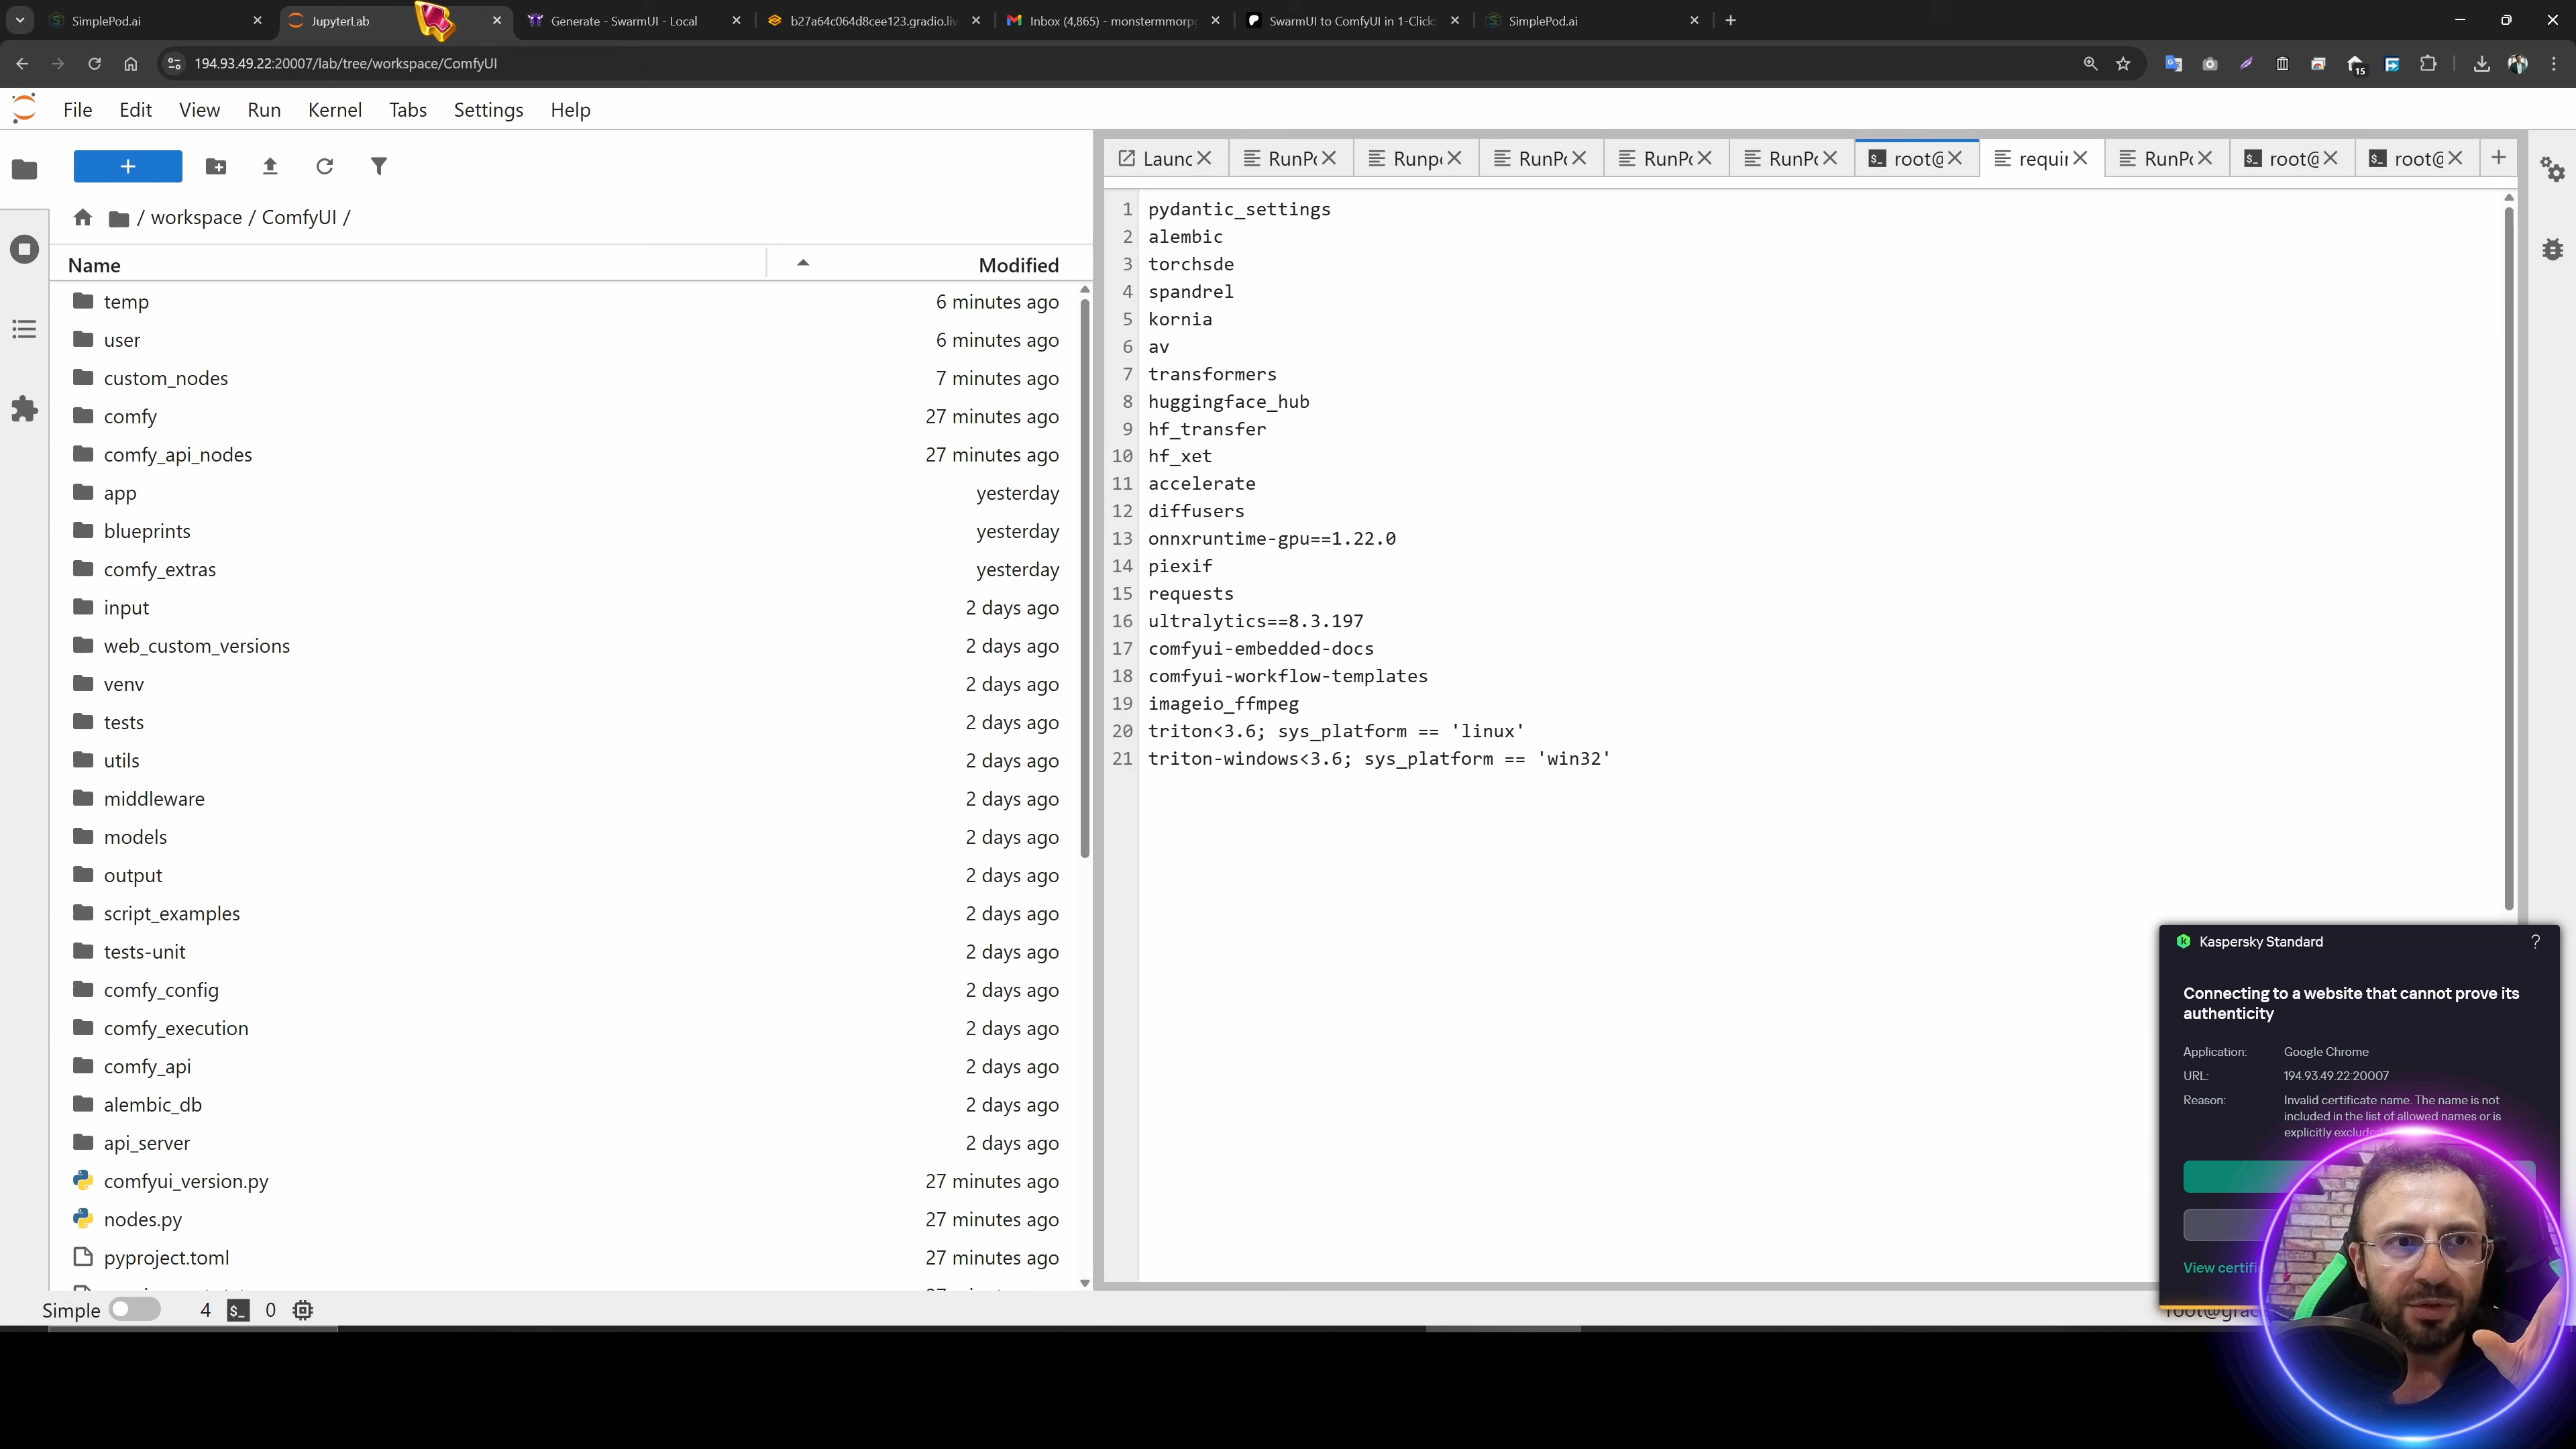 SimplePod.ai
JupyterLab
Generate - SwarmUI - Local
b27a64c064d8cee123.gradio.liv
Inbox (4,865) - monstermmorpg
SwarmUI to ComfyUI in 1-Click
SimplePod.ai
194.93.49.22:20007/lab/tree/workspace/ComfyUI
15
File Edit View Run Kernel Tabs Settings Help
/ workspace / ComfyUI /
Name Modified
temp 6 minutes ago
user 6 minutes ago
custom_nodes 7 minutes ago
comfy 27 minutes ago
comfy_api_nodes 27 minutes ago
app yesterday
blueprints yesterday
comfy_extras yesterday
input 2 days ago
web_custom_versions 2 days ago
venv 2 days ago
tests 2 days ago
utils 2 days ago
middleware 2 days ago
models 2 days ago
output 2 days ago
script_examples 2 days ago
tests-unit 2 days ago
comfy_config 2 days ago
comfy_execution 2 days ago
comfy_api 2 days ago
alembic_db 2 days ago
api_server 2 days ago
comfyui_version.py 27 minutes ago
nodes.py 27 minutes ago
pyproject.toml 27 minutes ago
Simple 4 $_ 0
Launc RunPo Runpo RunPo RunPo RunPo root@ requir RunPo root@ root@
1 pydantic_settings
2 alembic
3 torchsde
4 spandrel
5 kornia
6 av
7 transformers
8 huggingface_hub
9 hf_transfer
10 hf_xet
11 accelerate
12 diffusers
13 onnxruntime-gpu==1.22.0
14 piexif
15 requests
16 ultralytics==8.3.197
17 comfyui-embedded-docs
18 comfyui-workflow-templates
19 imageio_ffmpeg
20 triton<3.6; sys_platform == 'linux'
21 triton-windows<3.6; sys_platform == 'win32'
Kaspersky Standard ?
Connecting to a website that cannot prove its
authenticity
Application: Google Chrome
URL: 194.93.49.22:20007
Reason: Invalid certificate name. The name is not
included in the list of allowed names or is
explicitly exclude
View certifi